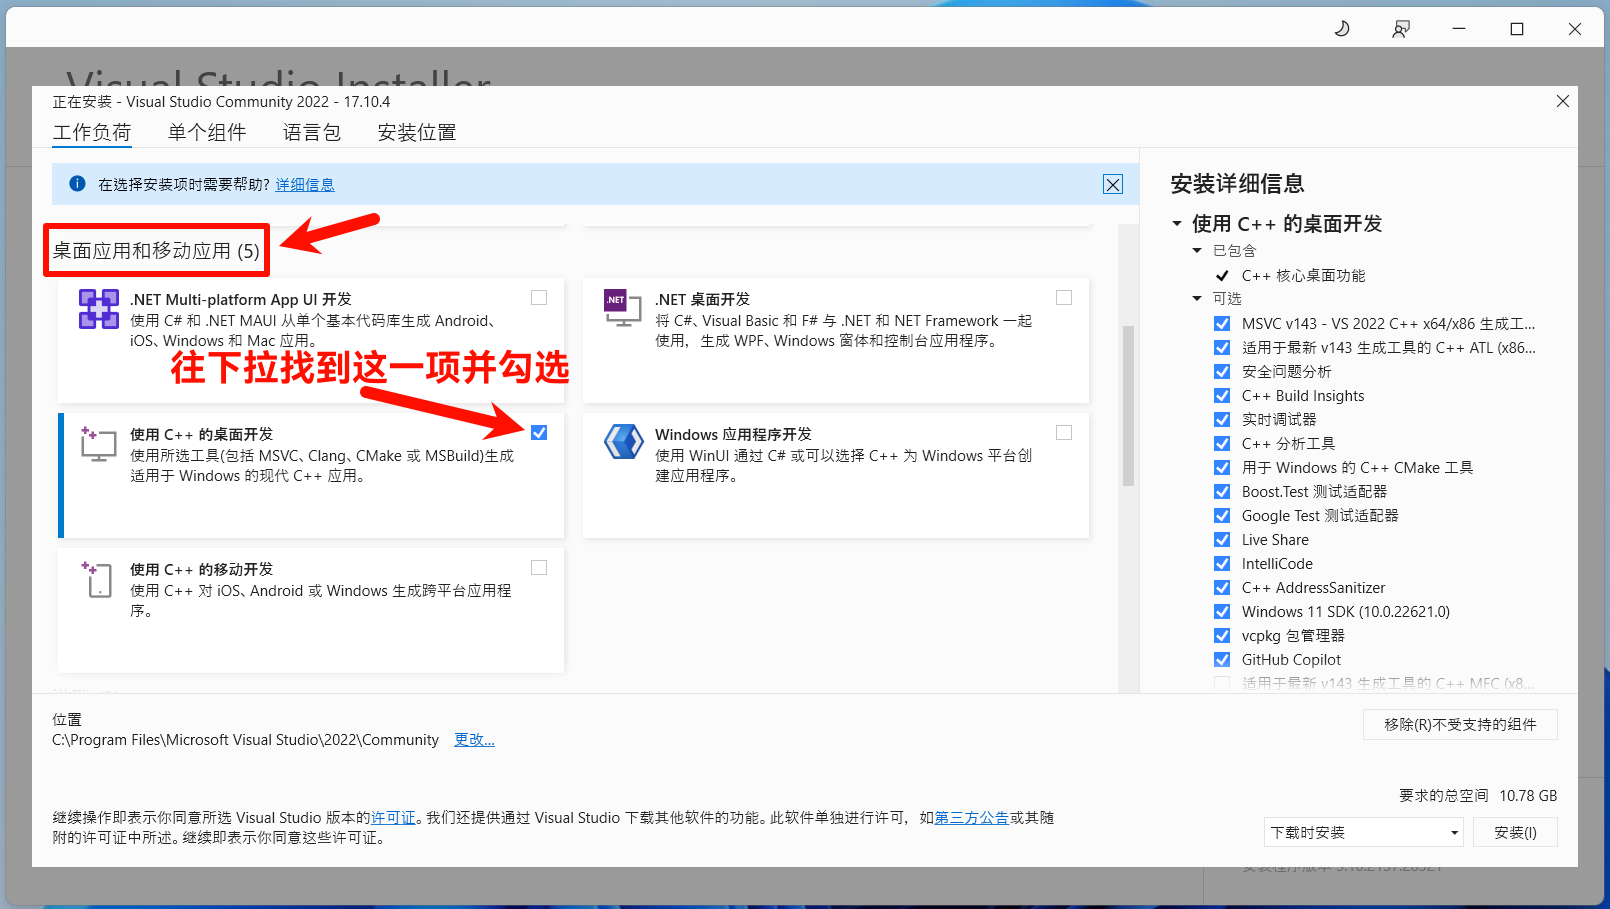 Visual Studio Installer
正在安装 - Visual Studio Community 2022 - 17.10.4
工作负荷 单个组件 语言包 安装位置
在选择安装项时需要帮助? 详细信息
桌面应用和移动应用 (5)
.NET Multi-platform App UI 开发
使用 C# 和 .NET MAUI 从单个基本代码库生成 Android、
iOS、Windows 和 Mac 应用。
.NET
.NET 桌面开发
将 C#、Visual Basic 和 F# 与 .NET 和 .NET Framework 一起
使用，生成 WPF、Windows 窗体和控制台应用程序。
往下拉找到这一项并勾选
使用 C++ 的桌面开发
使用所选工具(包括 MSVC、Clang、CMake 或 MSBuild)生成
适用于 Windows 的现代 C++ 应用。
Windows 应用程序开发
使用 WinUI 通过 C# 或可以选择 C++ 为 Windows 平台创
建应用程序。
使用 C++ 的移动开发
使用 C++ 对 iOS、Android 或 Windows 生成跨平台应用程
序。
安装详细信息
使用 C++ 的桌面开发
已包含
C++ 核心桌面功能
可选
MSVC v143 - VS 2022 C++ x64/x86 生成工...
适用于最新 v143 生成工具的 C++ ATL (x86...
安全问题分析
C++ Build Insights
实时调试器
C++ 分析工具
用于 Windows 的 C++ CMake 工具
Boost.Test 测试适配器
Google Test 测试适配器
Live Share
IntelliCode
C++ AddressSanitizer
Windows 11 SDK (10.0.22621.0)
vcpkg 包管理器
GitHub Copilot
适用于最新 v143 生成工具的 C++ MFC (x8...
位置
C:\Program Files\Microsoft Visual Studio\2022\Community 更改...
移除(R)不受支持的组件
要求的总空间 10.78 GB
继续操作即表示你同意所选 Visual Studio 版本的许可证。我们还提供通过 Visual Studio 下载其他软件的功能。此软件单独进行许可，如第三方公告或其随
附的许可证中所述。继续即表示你同意这些许可证。
下载时安装 安装(I)